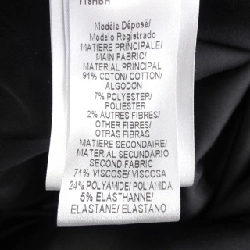 Modèle Déposé/
Modelo Registrado
MATIERE PRINCIPALE/
MAIN FABRIC/
MATERIAL PRINCIPAL
91% COTON/ COTTON/
ALGODON
7% POLYESTER/
POLIESTER
2% AUTRES FIBRES/
OTHER FIBRES/
OTRAS FIBRAS
MATIERE SECONDAIRE/
MATERIAL SECUNDARIO
SECOND FABRIC
71% VISCOSE/ VISCOSA
24% POLYAMIDE/ POLIAMIDA
5% ELASTHANNE/
ELASTANE/ ELASTANO